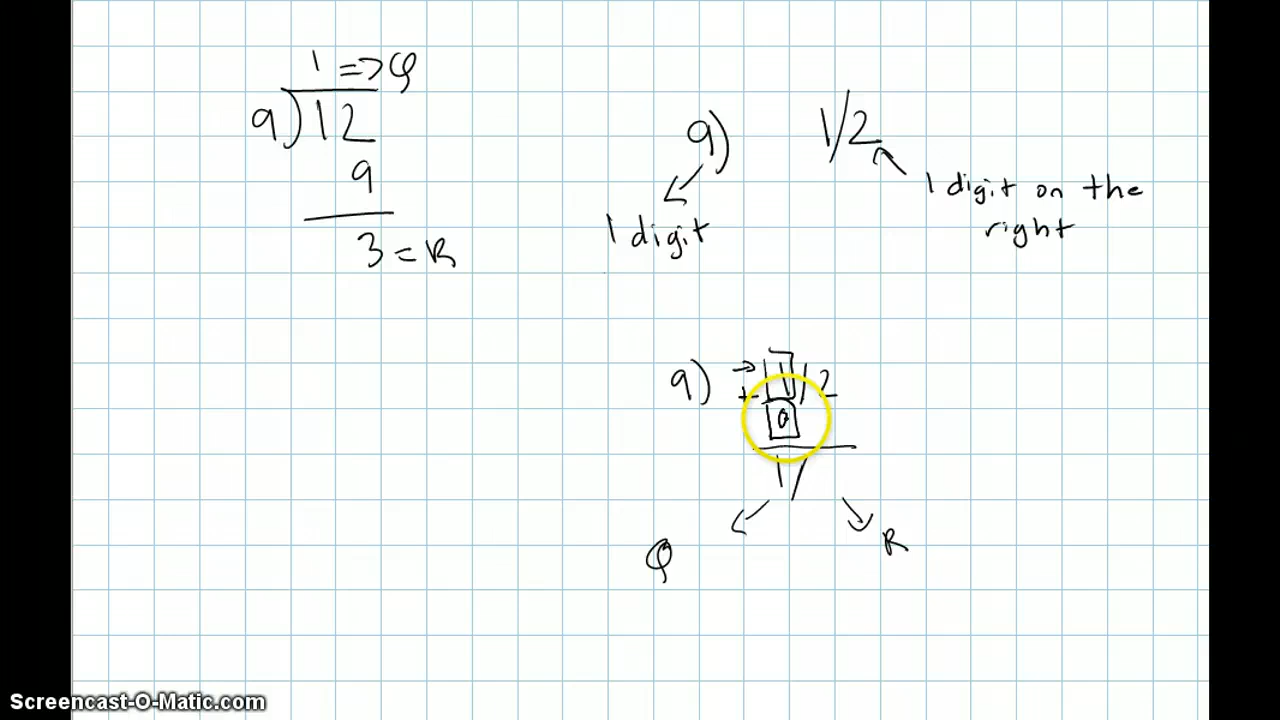 1 => Q
9)12
9
3 = R
9) 1/2
1 digit
1 digit on the
right
9) 1/2
+
0
1/
Q
R
Screencast-O-Matic.com